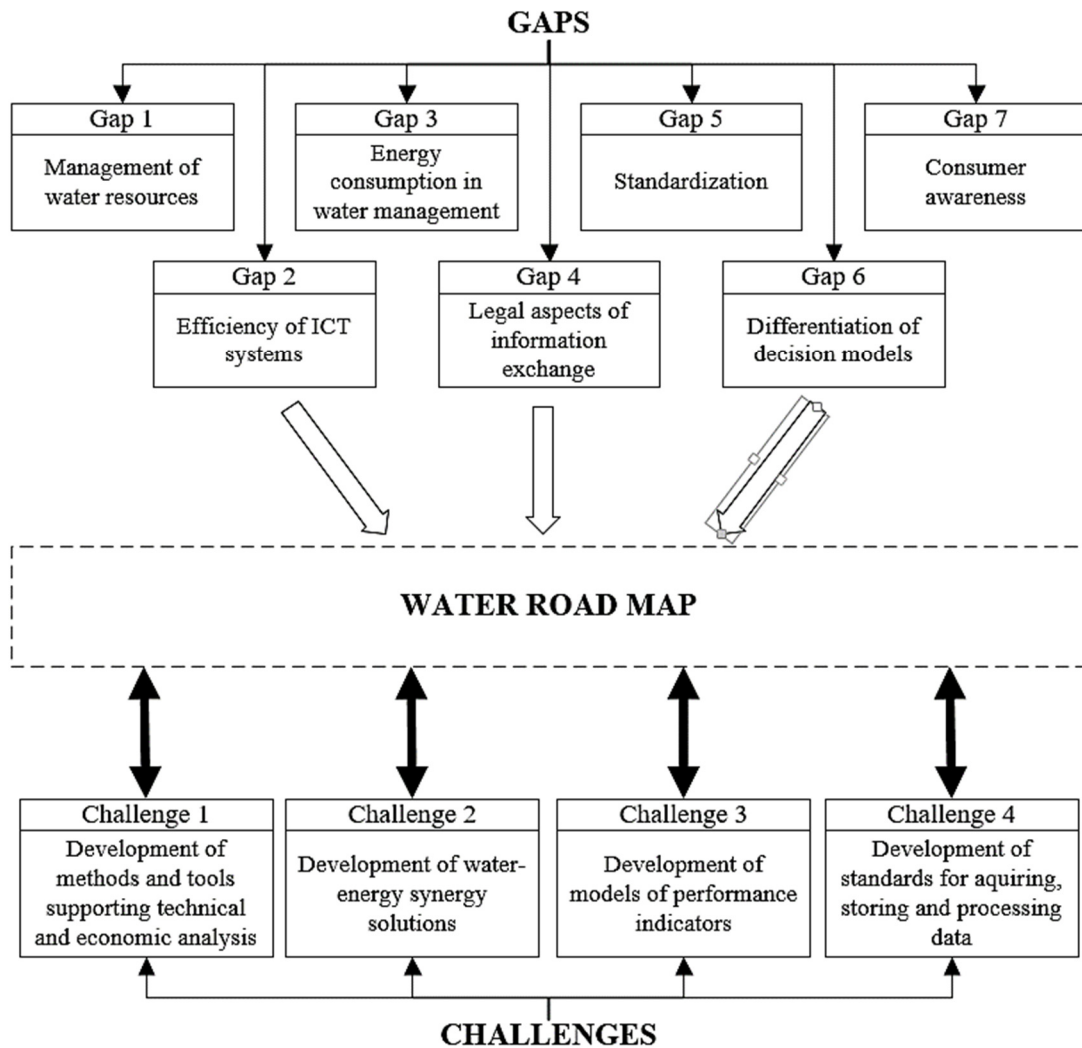 GAPS
Gap 1
Management of
water resources
Gap 3
Energy
consumption in
water management
Gap 5
Standardization
Gap 7
Consumer
awareness
Gap 2
Efficiency of ICT
systems
Gap 4
Legal aspects of
information
exchange
Gap 6
Differentiation of
decision models
WATER ROAD MAP
Challenge 1
Development of
methods and tools
supporting technical
and economic analysis
Challenge 2
Development of water-
energy synergy
solutions
Challenge 3
Development of
models of performance
indicators
Challenge 4
Development of
standards for aquiring,
storing and processing
data
CHALLENGES